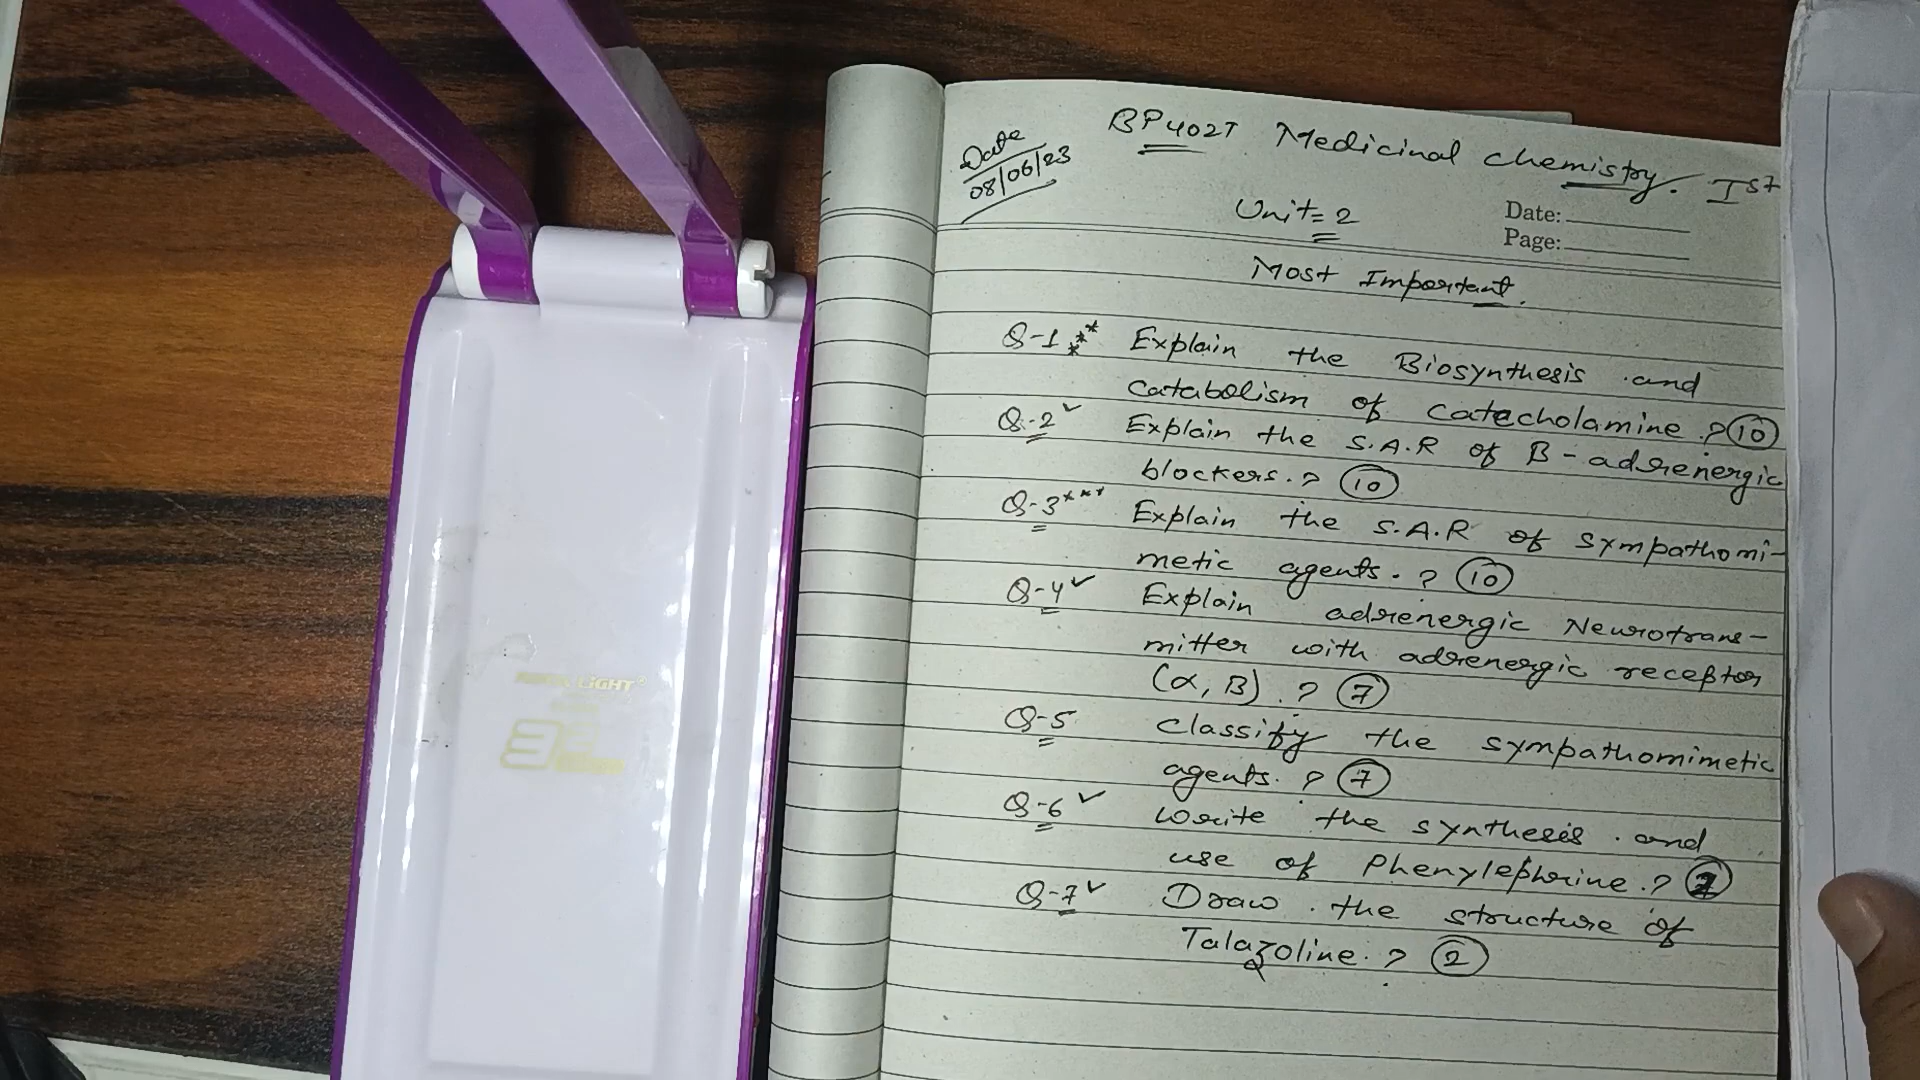 BP402T Medicinal chemistry. Ist
Date
08/06/23
Unit = 2
Date:
Page:
Most Important.
Q-1 *** Explain the Biosynthesis and
catabolism of catecholamine ? 10
Q-2 ✓ Explain the S.A.R of B-adrenergic
blockers. ? 10
Q-3 *** Explain the S.A.R of sympathomi-
metic agents. ? 10
Q-4 ✓ Explain adrenergic Neurotrans-
mitter with adrenergic receptor
(α, B) . ? 7
Q-5 classify the sympathomimetic
agents. ? 7
Q-6 ✓ Write the synthesis and
use of Phenylephrine. ?
Q-7 ✓ Draw the structure of
Talazoline. ? 2
LIGHT